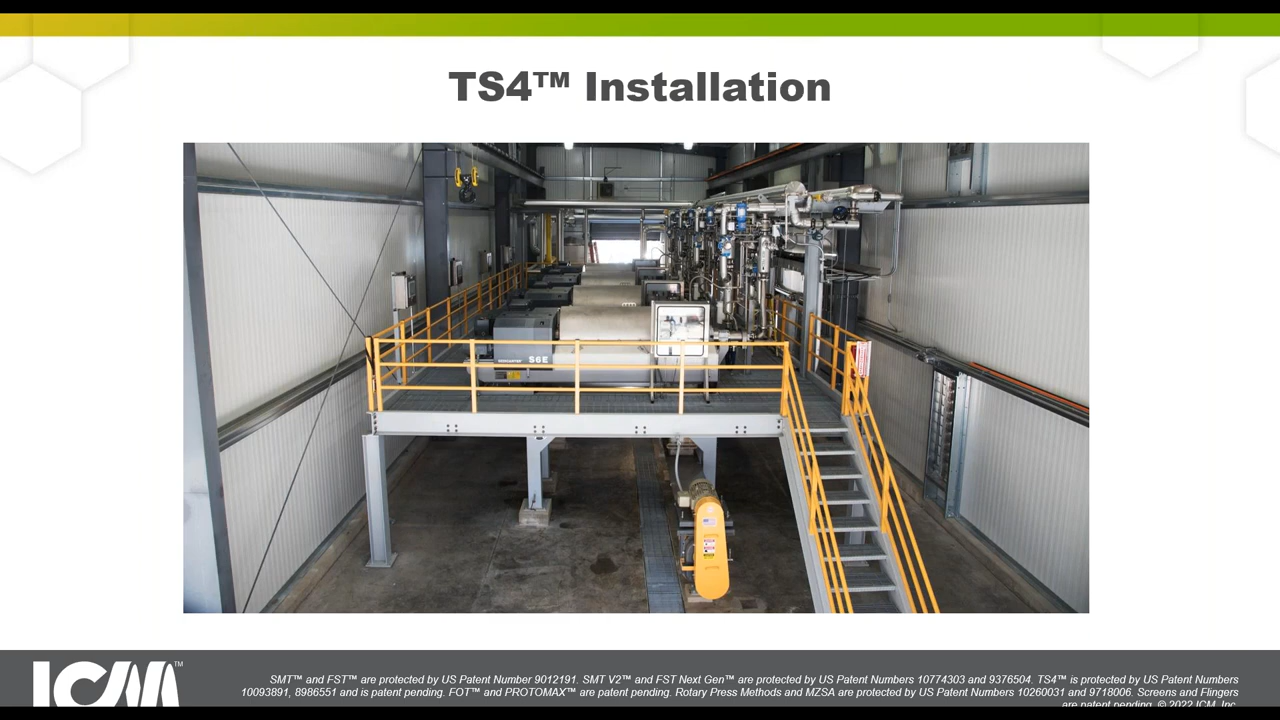 TS4™ Installation
S6E
ICM™
SMT™ and FST™ are protected by US Patent Number 9012191. SMT V2™ and FST Next Gen™ are protected by US Patent Numbers 10774303 and 9376504. TS4™ is protected by US Patent Numbers
10093891, 8986551 and is patent pending. FOT™ and PROTOMAX™ are patent pending. Rotary Press Methods and MZSA are protected by US Patent Numbers 10260031 and 9718006. Screens and Flingers
are patent pending. © 2022 ICM, Inc.